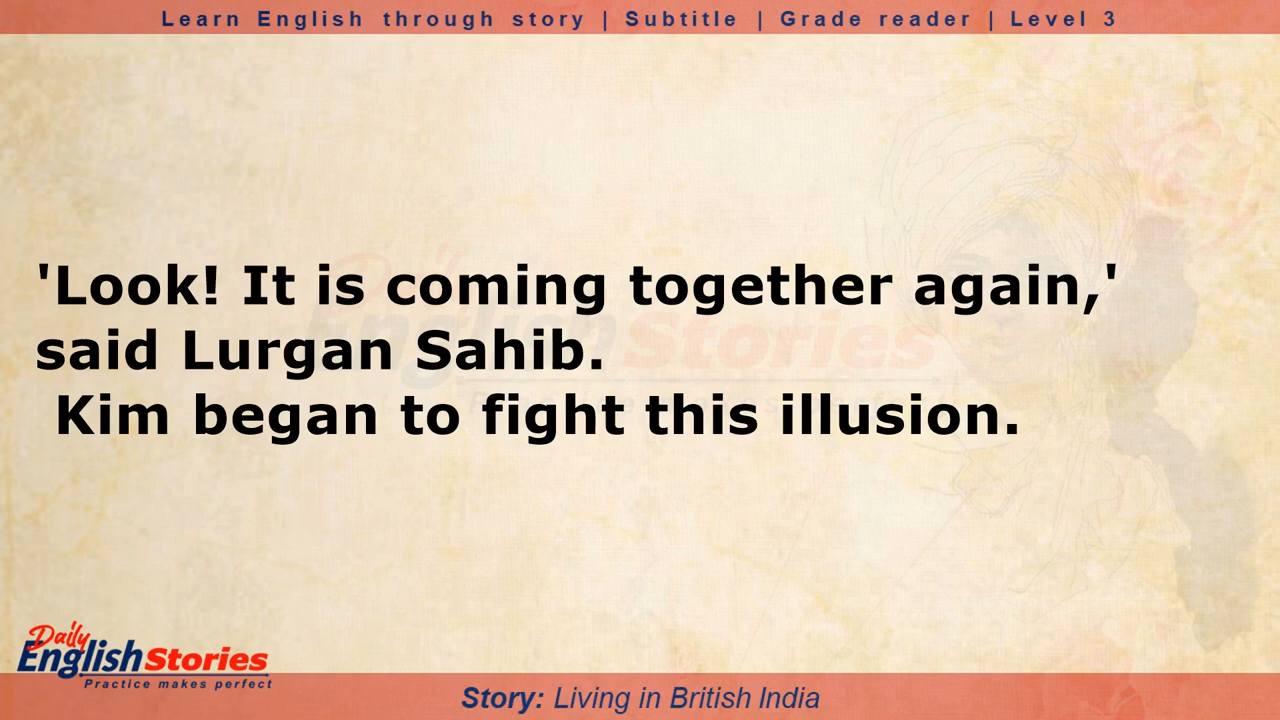 Learn English through story | Subtitle | Grade reader | Level 3
'Look! It is coming together again,'
said Lurgan Sahib.
Kim began to fight this illusion.
Daily
English Stories
Practice makes perfect
Story: Living in British India